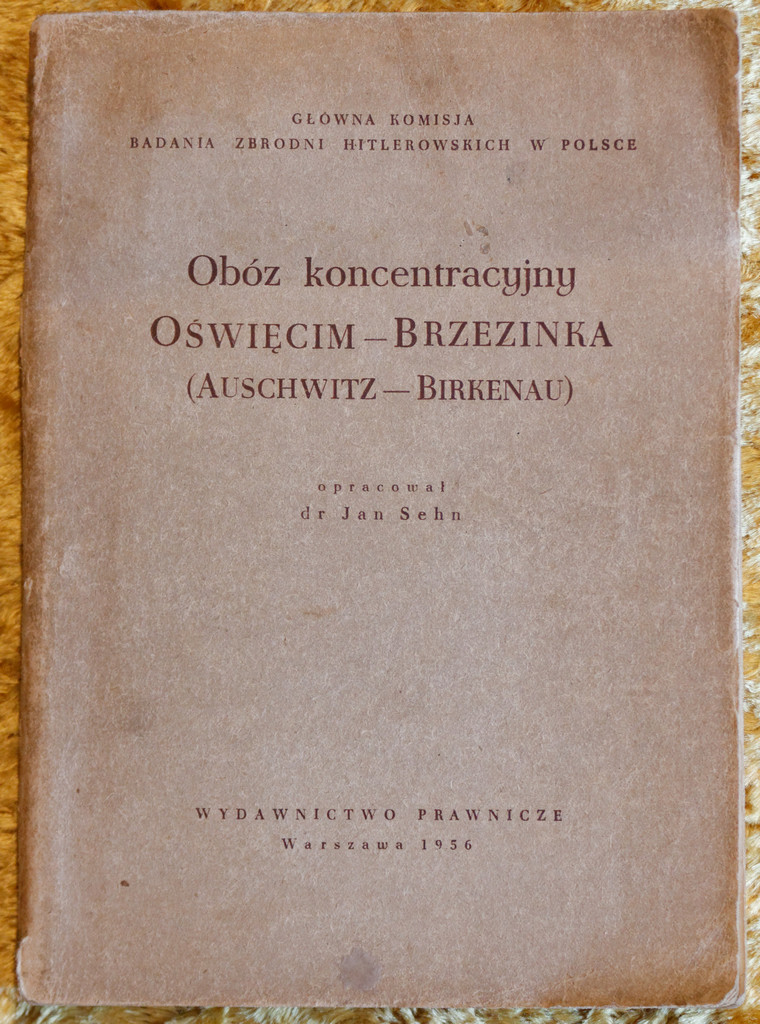 GŁÓWNA KOMISJA
BADANIA ZBRODNI HITLEROWSKICH W POLSCE
Obóz koncentracyjny
OŚWIĘCIM — BRZEZINKA
(AUSCHWITZ — BIRKENAU)
opracował
dr Jan Sehn
WYDAWNICTWO PRAWNICZE
Warszawa 1956